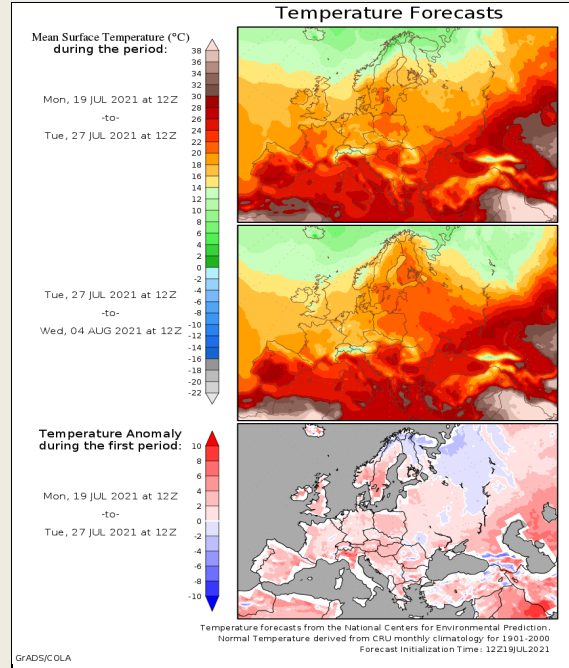 Temperature Forecasts
Mean Surface Temperature (°C)
during the period:
Mon, 19 JUL 2021 at 12Z
-to-
Tue, 27 JUL 2021 at 12Z
38
36
34
32
30
28
26
24
22
20
18
16
14
12
10
8
6
4
2
0
-2
-4
-6
-8
-10
-12
-14
-16
-18
-20
-22
Tue, 27 JUL 2021 at 12Z
-to-
Wed, 04 AUG 2021 at 12Z
Temperature Anomaly
during the first period:
Mon, 19 JUL 2021 at 12Z
-to-
Tue, 27 JUL 2021 at 12Z
10
8
6
4
2
0
-2
-4
-6
-8
-10
Temperature forecasts from the National Centers for Environmental Prediction.
Normal Temperature derived from CRU monthly climatology for 1901-2000
Forecast Initialization Time: 12Z19JUL2021
GrADS/COLA